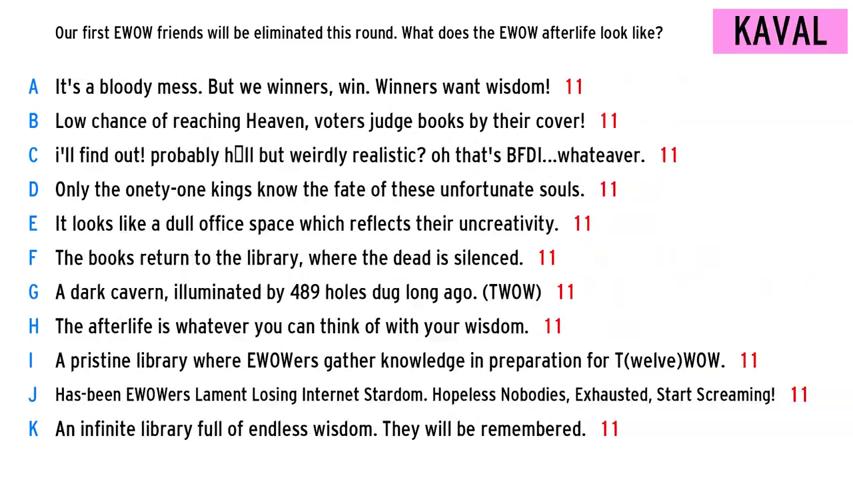 Our first EWOW friends will be eliminated this round. What does the EWOW afterlife look like?
KAVAL
A It's a bloody mess. But we winners, win. Winners want wisdom! 11
B Low chance of reaching Heaven, voters judge books by their cover! 11
C i'll find out! probably h▯ll but weirdly realistic? oh that's BFDI...whateaver. 11
D Only the onety-one kings know the fate of these unfortunate souls. 11
E It looks like a dull office space which reflects their uncreativity. 11
F The books return to the library, where the dead is silenced. 11
G A dark cavern, illuminated by 489 holes dug long ago. (TWOW) 11
H The afterlife is whatever you can think of with your wisdom. 11
I A pristine library where EWOWers gather knowledge in preparation for T(welve)WOW. 11
J Has-been EWOWers Lament Losing Internet Stardom. Hopeless Nobodies, Exhausted, Start Screaming! 11
K An infinite library full of endless wisdom. They will be remembered. 11